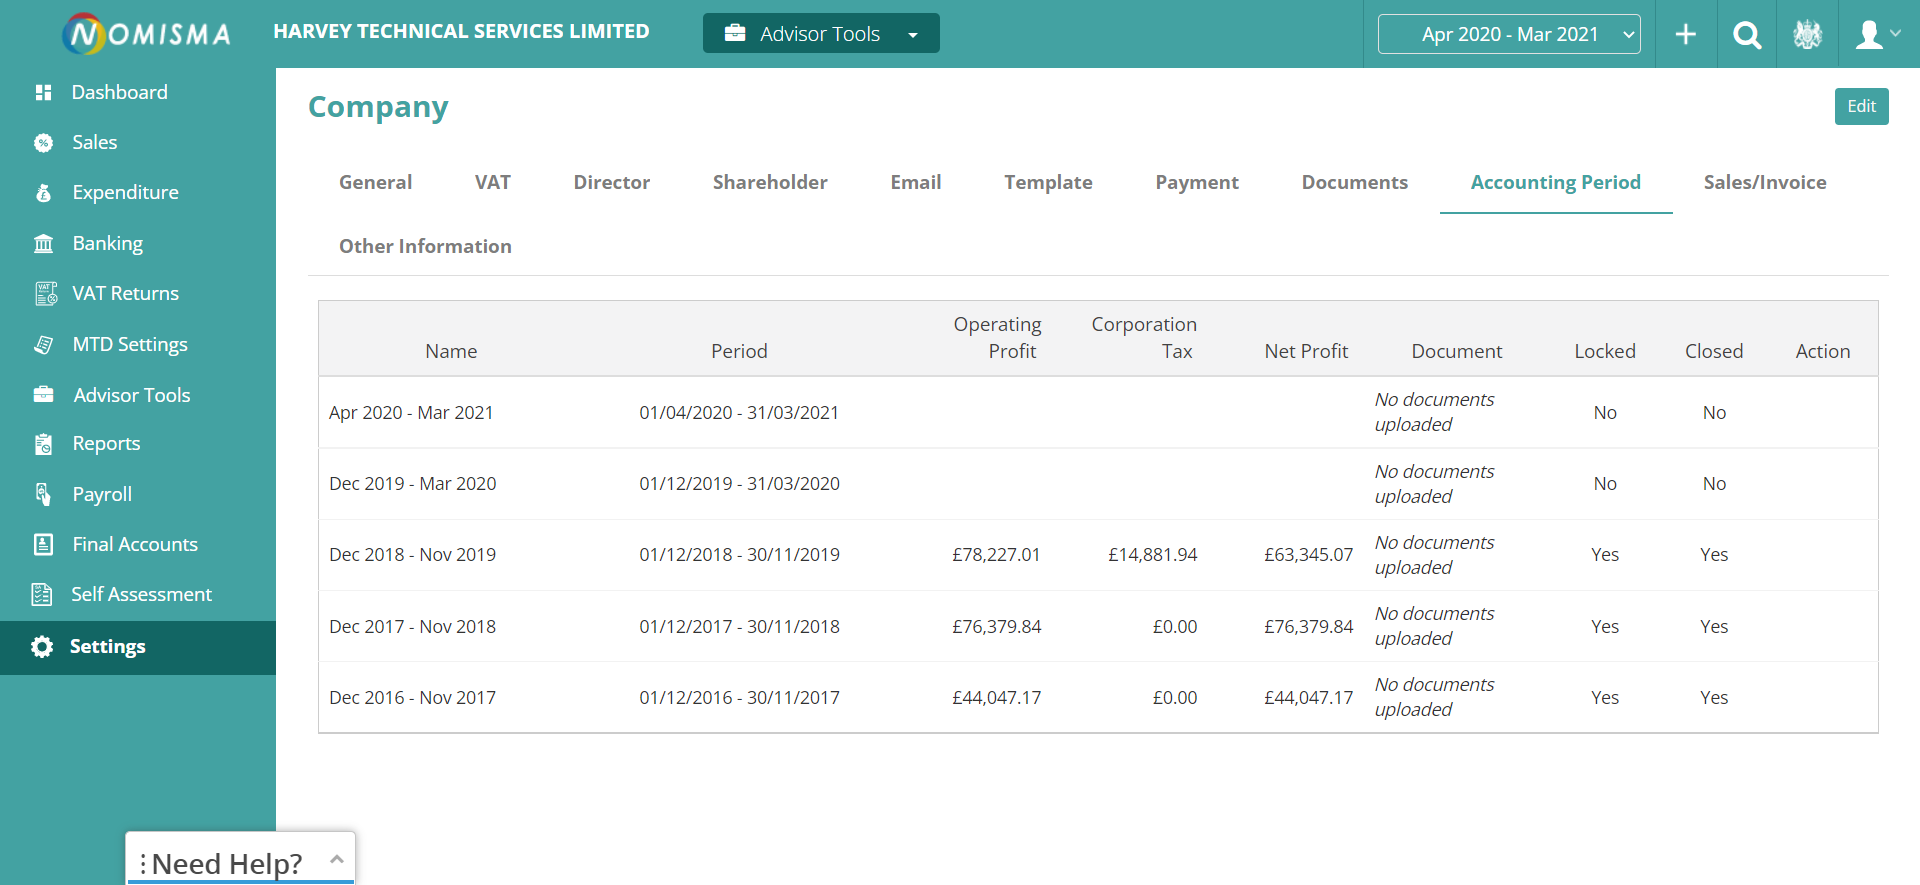 NOMISMA
HARVEY TECHNICAL SERVICES LIMITED
Advisor Tools
Apr 2020 - Mar 2021
Dashboard
Sales
Expenditure
Banking
VAT Returns
MTD Settings
Advisor Tools
Reports
Payroll
Final Accounts
Self Assessment
Settings
Company
Edit
General VAT Director Shareholder Email Template Payment Documents Accounting Period Sales/Invoice
Other Information
Name Period Operating Profit Corporation Tax Net Profit Document Locked Closed Action
Apr 2020 - Mar 2021 01/04/2020 - 31/03/2021 No documents uploaded No No
Dec 2019 - Mar 2020 01/12/2019 - 31/03/2020 No documents uploaded No No
Dec 2018 - Nov 2019 01/12/2018 - 30/11/2019 £78,227.01 £14,881.94 £63,345.07 No documents uploaded Yes Yes
Dec 2017 - Nov 2018 01/12/2017 - 30/11/2018 £76,379.84 £0.00 £76,379.84 No documents uploaded Yes Yes
Dec 2016 - Nov 2017 01/12/2016 - 30/11/2017 £44,047.17 £0.00 £44,047.17 No documents uploaded Yes Yes
Need Help?